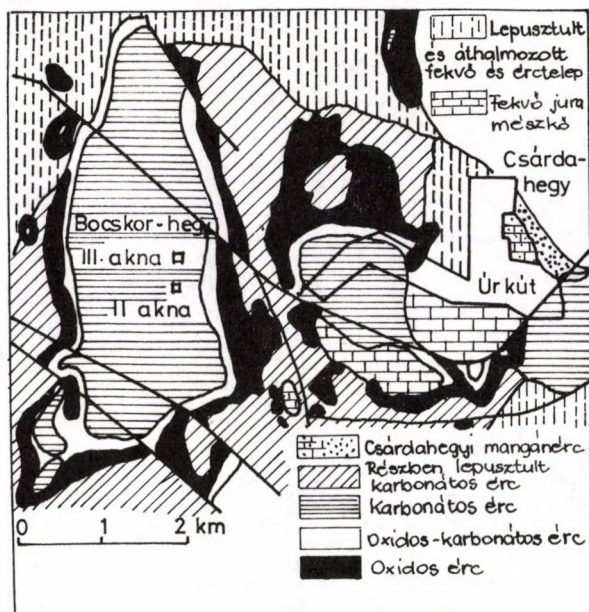 Lepusztult
és áthalmozott
fekvő és érctelep
Fekvő jura
mészkő
Csárda-
hegy
Bocskor-hegy
III. akna
II akna
Úrkút
Csárdahegyi mangánérc
Részben lepusztult
karbonátos érc
Karbonátos érc
Oxidos-karbonátos érc
Oxidos érc
0 1 2 km